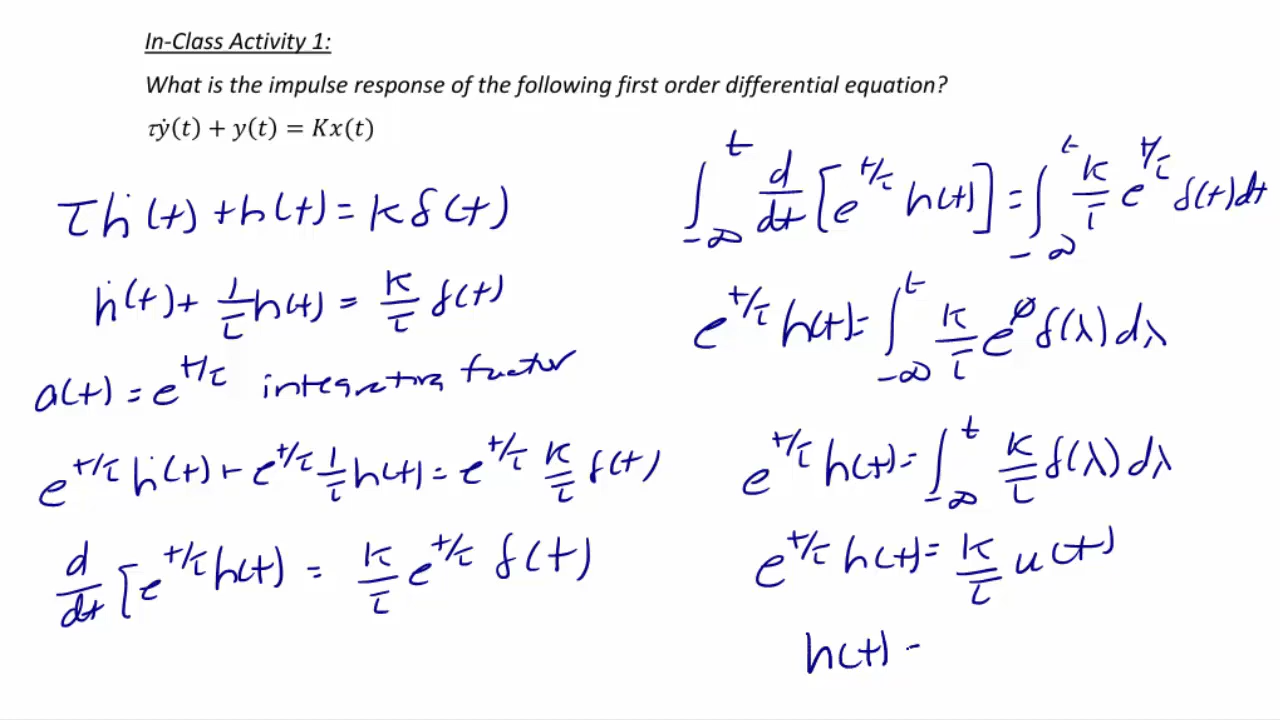 In-Class Activity 1:
What is the impulse response of the following first order differential equation?
τẏ(t) + y(t) = Kx(t)
τḣ(t) + h(t) = K δ(t)
ḣ(t) + 1/τ h(t) = K/τ δ(t)
a(t) = e^{t/τ} integrating factor
e^{t/τ} ḣ(t) + e^{t/τ} 1/τ h(t) = e^{t/τ} K/τ δ(t)
d/dt [e^{t/τ} h(t) = K/τ e^{t/τ} δ(t)
∫_{-∞}^{t} d/dt [e^{t/τ} h(t)] = ∫_{-∞}^{t} K/τ e^{t/τ} δ(t) dt
e^{t/τ} h(t) = ∫_{-∞}^{t} K/τ e^{0} δ(λ) dλ
e^{t/τ} h(t) = ∫_{-∞}^{t} K/τ δ(λ) dλ
e^{t/τ} h(t) = K/τ u(t)
h(t) -